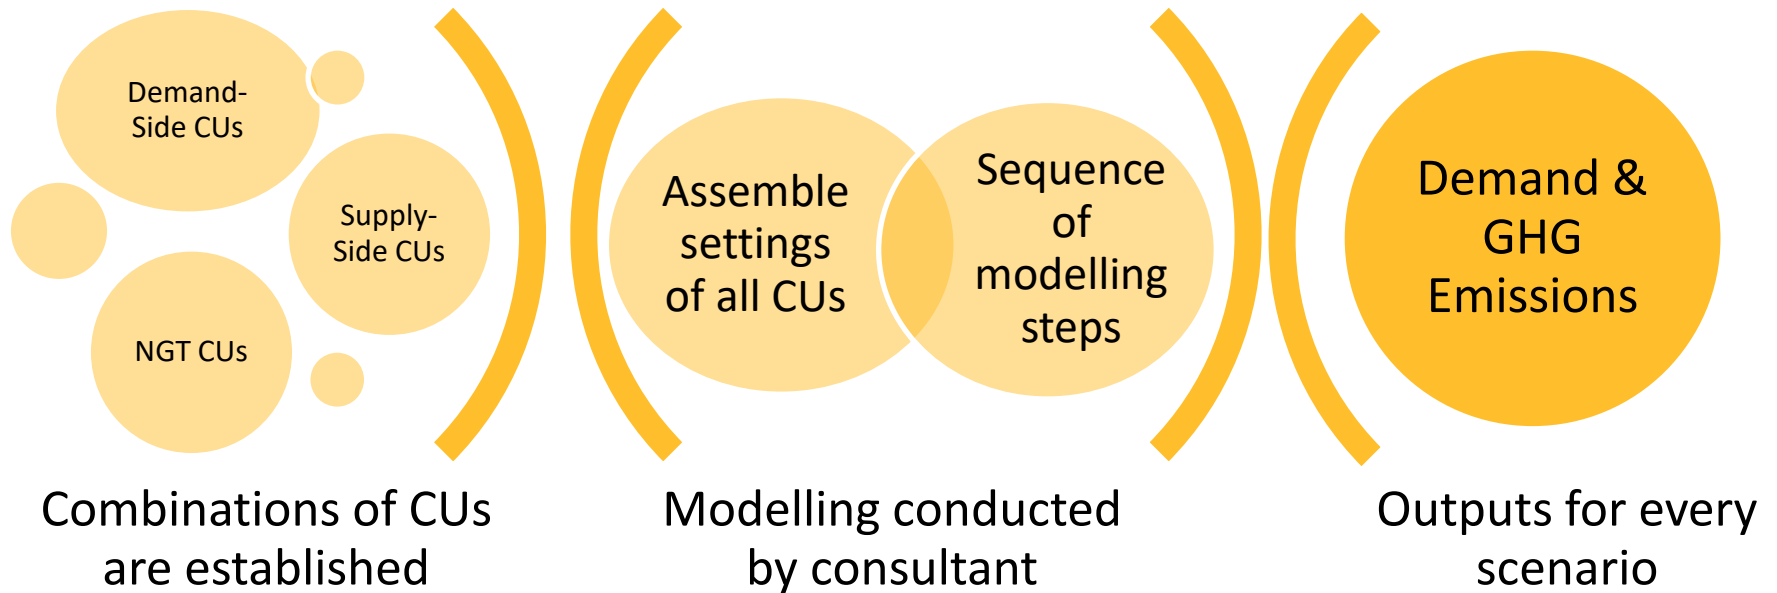 Demand-
Side CUs
Supply-
Side CUs
NGT CUs
Combinations of CUs
are established
Assemble
settings
of all CUs
Sequence
of
modelling
steps
Modelling conducted
by consultant
Demand &
GHG
Emissions
Outputs for every
scenario